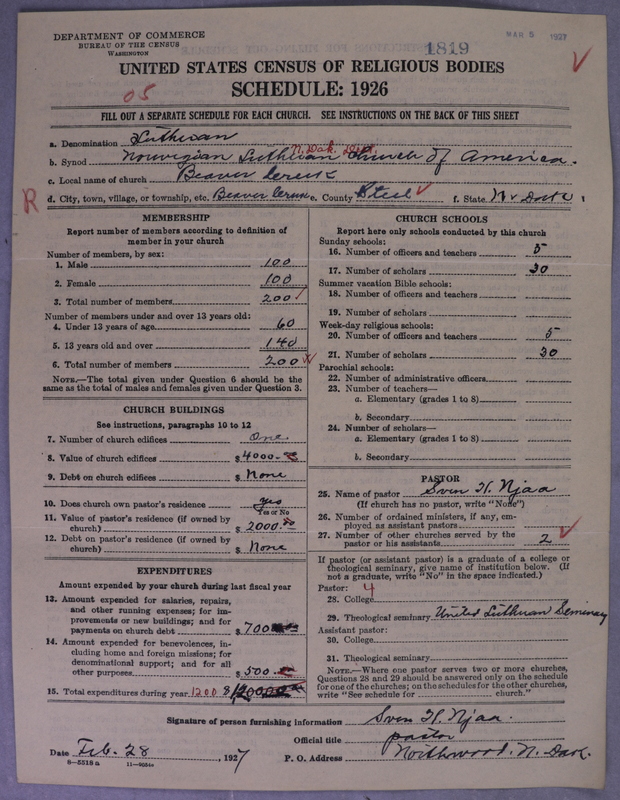 DEPARTMENT OF COMMERCE
BUREAU OF THE CENSUS
WASHINGTON
1819
MAR 5 1927
UNITED STATES CENSUS OF RELIGIOUS BODIES
SCHEDULE: 1926
05
FILL OUT A SEPARATE SCHEDULE FOR EACH CHURCH. SEE INSTRUCTIONS ON THE BACK OF THIS SHEET
a. Denomination Lutheran
N. Dak. Dist.
b. Synod Norwegian Lutheran Church of America.
c. Local name of church Beaver Creek
R
d. City, town, village, or township, etc. Beaver Creek e. County Steel f. State N. Dak
MEMBERSHIP
Report number of members according to definition of
member in your church
Number of members, by sex:
1. Male 100
2. Female 100
3. Total number of members 200
Number of members under and over 13 years old:
4. Under 13 years of age 60
5. 13 years old and over 140
6. Total number of members 200
NOTE.—The total given under Question 6 should be the
same as the total of males and females given under Question 3.
CHURCH BUILDINGS
See instructions, paragraphs 10 to 12
7. Number of church edifices One
8. Value of church edifices $ 4000.
9. Debt on church edifices $ None
10. Does church own pastor's residence yes
Yes or No
11. Value of pastor's residence (if owned by
church) $ 2000.
12. Debt on pastor's residence (if owned by
church) $ None
EXPENDITURES
Amount expended by your church during last fiscal year
13. Amount expended for salaries, repairs,
and other running expenses; for im-
provements or new buildings; and for
payments on church debt $ 700
14. Amount expended for benevolences, in-
cluding home and foreign missions; for
denominational support; and for all
other purposes $ 500.
15. Total expenditures during year 1200 $ 1200
CHURCH SCHOOLS
Report here only schools conducted by this church
Sunday schools:
16. Number of officers and teachers 5
17. Number of scholars 30
Summer vacation Bible schools:
18. Number of officers and teachers
19. Number of scholars
Week-day religious schools:
20. Number of officers and teachers 5
21. Number of scholars 30
Parochial schools:
22. Number of administrative officers
23. Number of teachers—
a. Elementary (grades 1 to 8)
b. Secondary
24. Number of scholars—
a. Elementary (grades 1 to 8)
b. Secondary
PASTOR
25. Name of pastor Sven H. Njaa
(If church has no pastor, write "None")
26. Number of ordained ministers, if any, em-
ployed as assistant pastors
27. Number of other churches served by the
pastor or his assistants 2
If pastor (or assistant pastor) is a graduate of a college or
theological seminary, give name of institution below. (If
not a graduate, write "No" in the space indicated.)
Pastor: 4
28. College
29. Theological seminary United Lutheran Seminary
Assistant pastor:
30. College
31. Theological seminary
NOTE.—Where one pastor serves two or more churches,
Questions 28 and 29 should be answered only on the schedule
for one of the churches; on the schedules for the other churches,
write "See schedule for church."
Signature of person furnishing information Sven H. Njaa.
Official title pastor
Date Feb. 28, 1927 P. O. Address Northwood. N. Dak.
8—5518 a